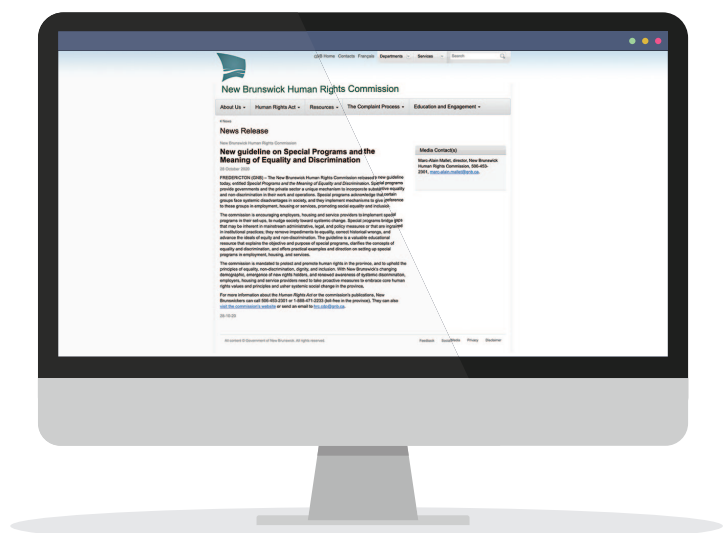 GNB Home Contacts Français Departments Services Search
New Brunswick Human Rights Commission
About Us Human Rights Act Resources The Complaint Process Education and Engagement
News
News Release
New Brunswick Human Rights Commission
New guideline on Special Programs and the
Meaning of Equality and Discrimination
28 October 2020
FREDERICTON (GNB) – The New Brunswick Human Rights Commission released a new guideline
today, entitled Special Programs and the Meaning of Equality and Discrimination. Special programs
provide governments and the private sector a unique mechanism to incorporate substantive equality
and non-discrimination in their work and operations. Special programs acknowledge that certain
groups face systemic disadvantages in society, and they implement mechanisms to give preference
to these groups in employment, housing or services, promoting social equality and inclusion.
The commission is encouraging employers, housing and service providers to implement special
programs in their set-ups, to nudge society toward systemic change. Special programs bridge gaps
that may be inherent in mainstream administrative, legal, and policy measures or that are ingrained
in institutional practices; they remove impediments to equality, correct historical wrongs, and
advance the ideals of equity and non-discrimination. The guideline is a valuable educational
resource that explains the objective and purpose of special programs, clarifies the concepts of
equality and discrimination, and offers practical examples and direction on setting up special
programs in employment, housing, and services.
The commission is mandated to protect and promote human rights in the province, and to uphold the
principles of equality, non-discrimination, dignity, and inclusion. With New Brunswick's changing
demographic, emergence of new rights holders, and renewed awareness of systemic discrimination,
employers, housing and service providers need to take proactive measures to embrace core human
rights values and principles and usher systemic social change in the province.
For more information about the Human Rights Act or the commission's publications, New
Brunswickers can call 506-453-2301 or 1-888-471-2233 (toll-free in the province). They can also
visit the commission's website or send an email to hrc.cdp@gnb.ca.
28-10-20
Media Contact(s)
Marc-Alain Mallet, director, New Brunswick
Human Rights Commission, 506-453-
2301, marc-alain.mallet@gnb.ca.
All content © Government of New Brunswick. All rights reserved.
Feedback Social Media Privacy Disclaimer